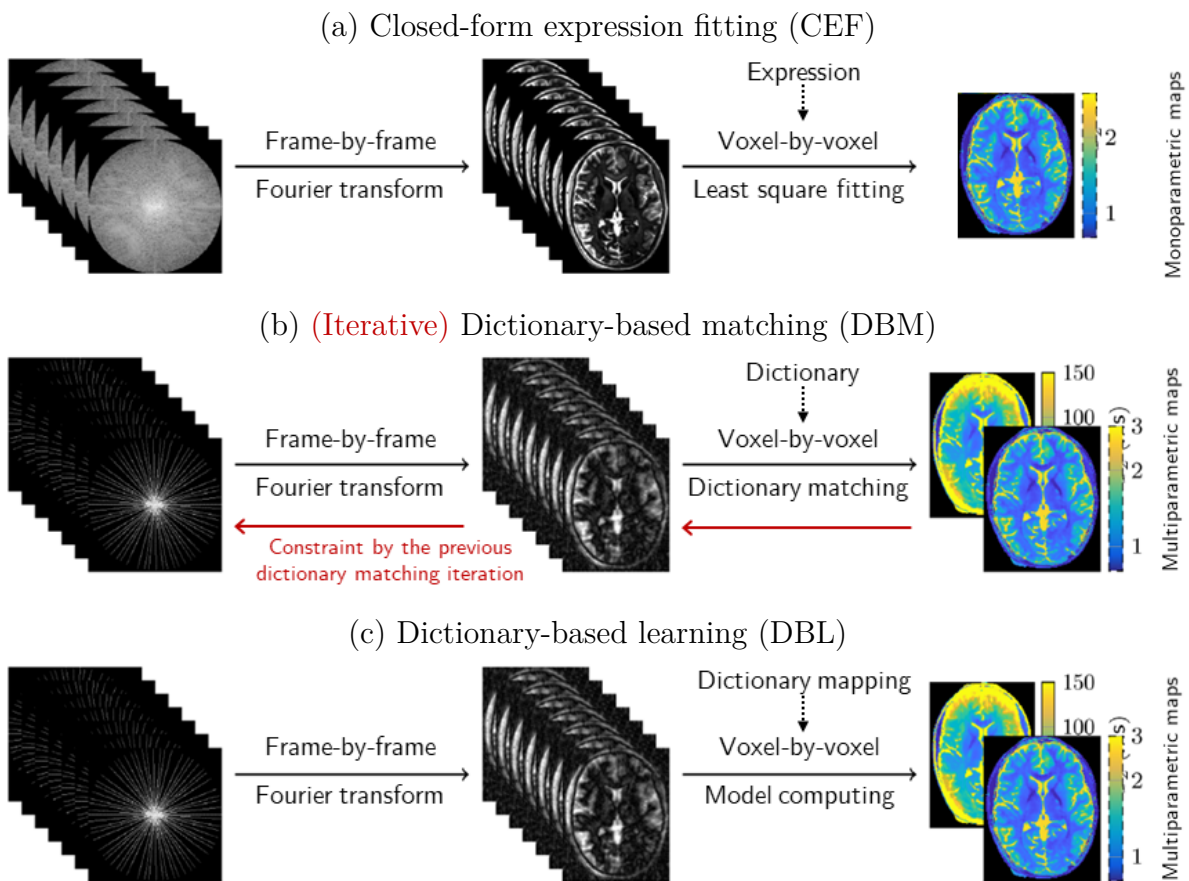 (a) Closed-form expression fitting (CEF)
Expression
Frame-by-frame
Voxel-by-voxel
Fourier transform
Least square fitting
2
1
Monoparametric maps
(b) (Iterative) Dictionary-based matching (DBM)
Dictionary
Frame-by-frame
Voxel-by-voxel
Fourier transform
Dictionary matching
Constraint by the previous
dictionary matching iteration
150
100
3
2
1
Multiparametric maps
(c) Dictionary-based learning (DBL)
Dictionary mapping
Frame-by-frame
Voxel-by-voxel
Fourier transform
Model computing
150
100
3
2
1
Multiparametric maps